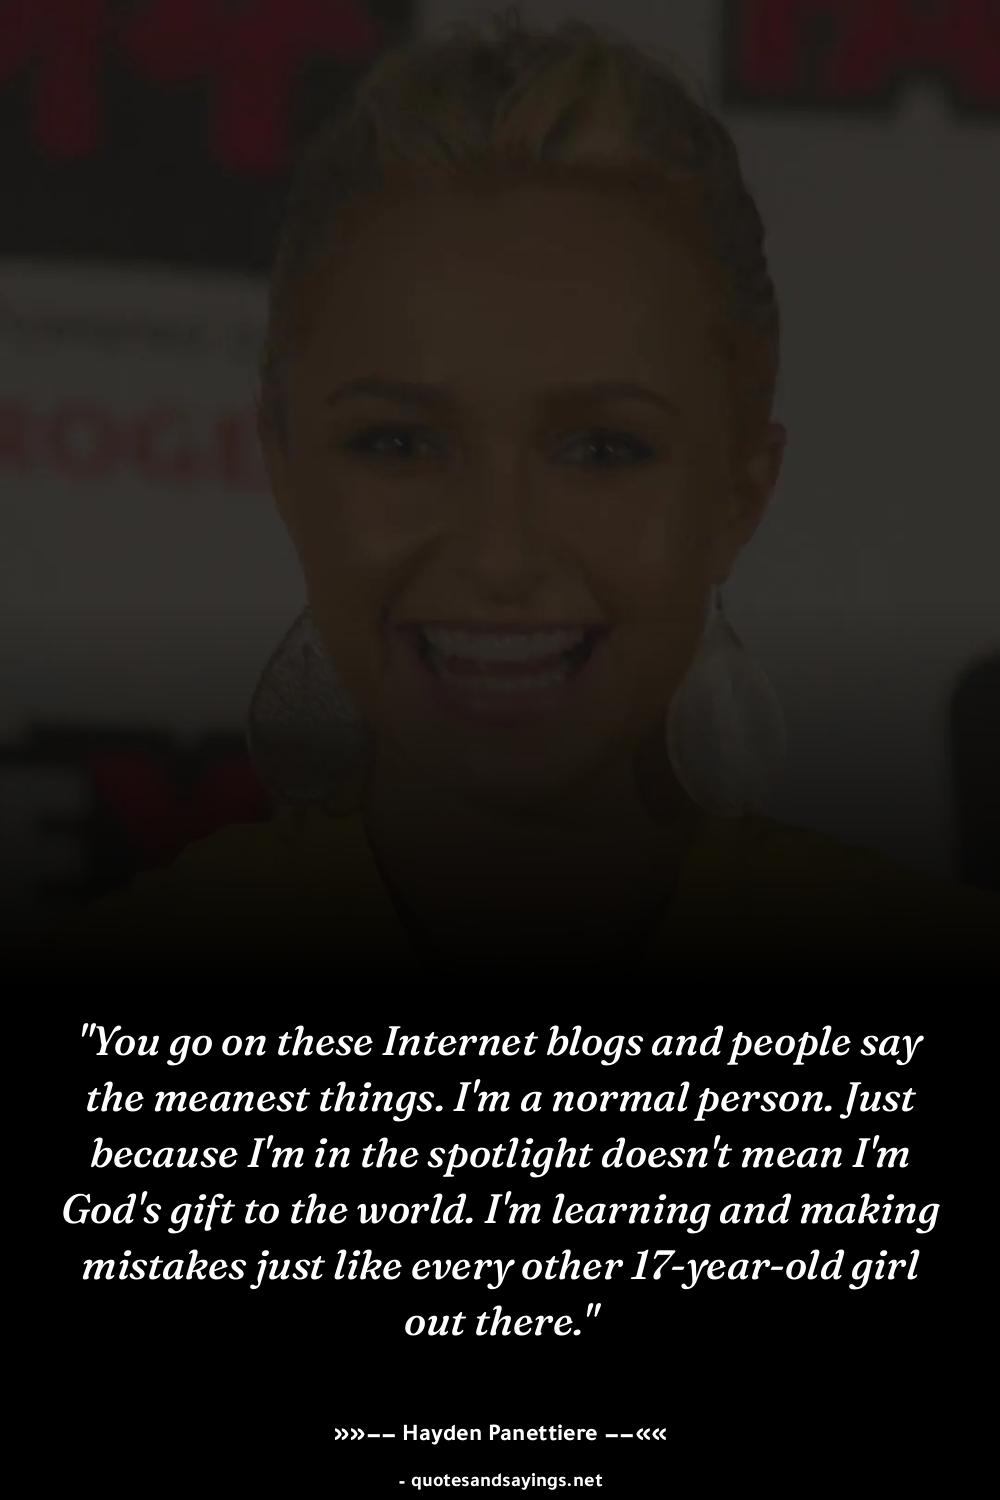 "You go on these Internet blogs and people say
the meanest things. I'm a normal person. Just
because I'm in the spotlight doesn't mean I'm
God's gift to the world. I'm learning and making
mistakes just like every other 17-year-old girl
out there."
»»—— Hayden Panettiere ——««
- quotesandsayings.net